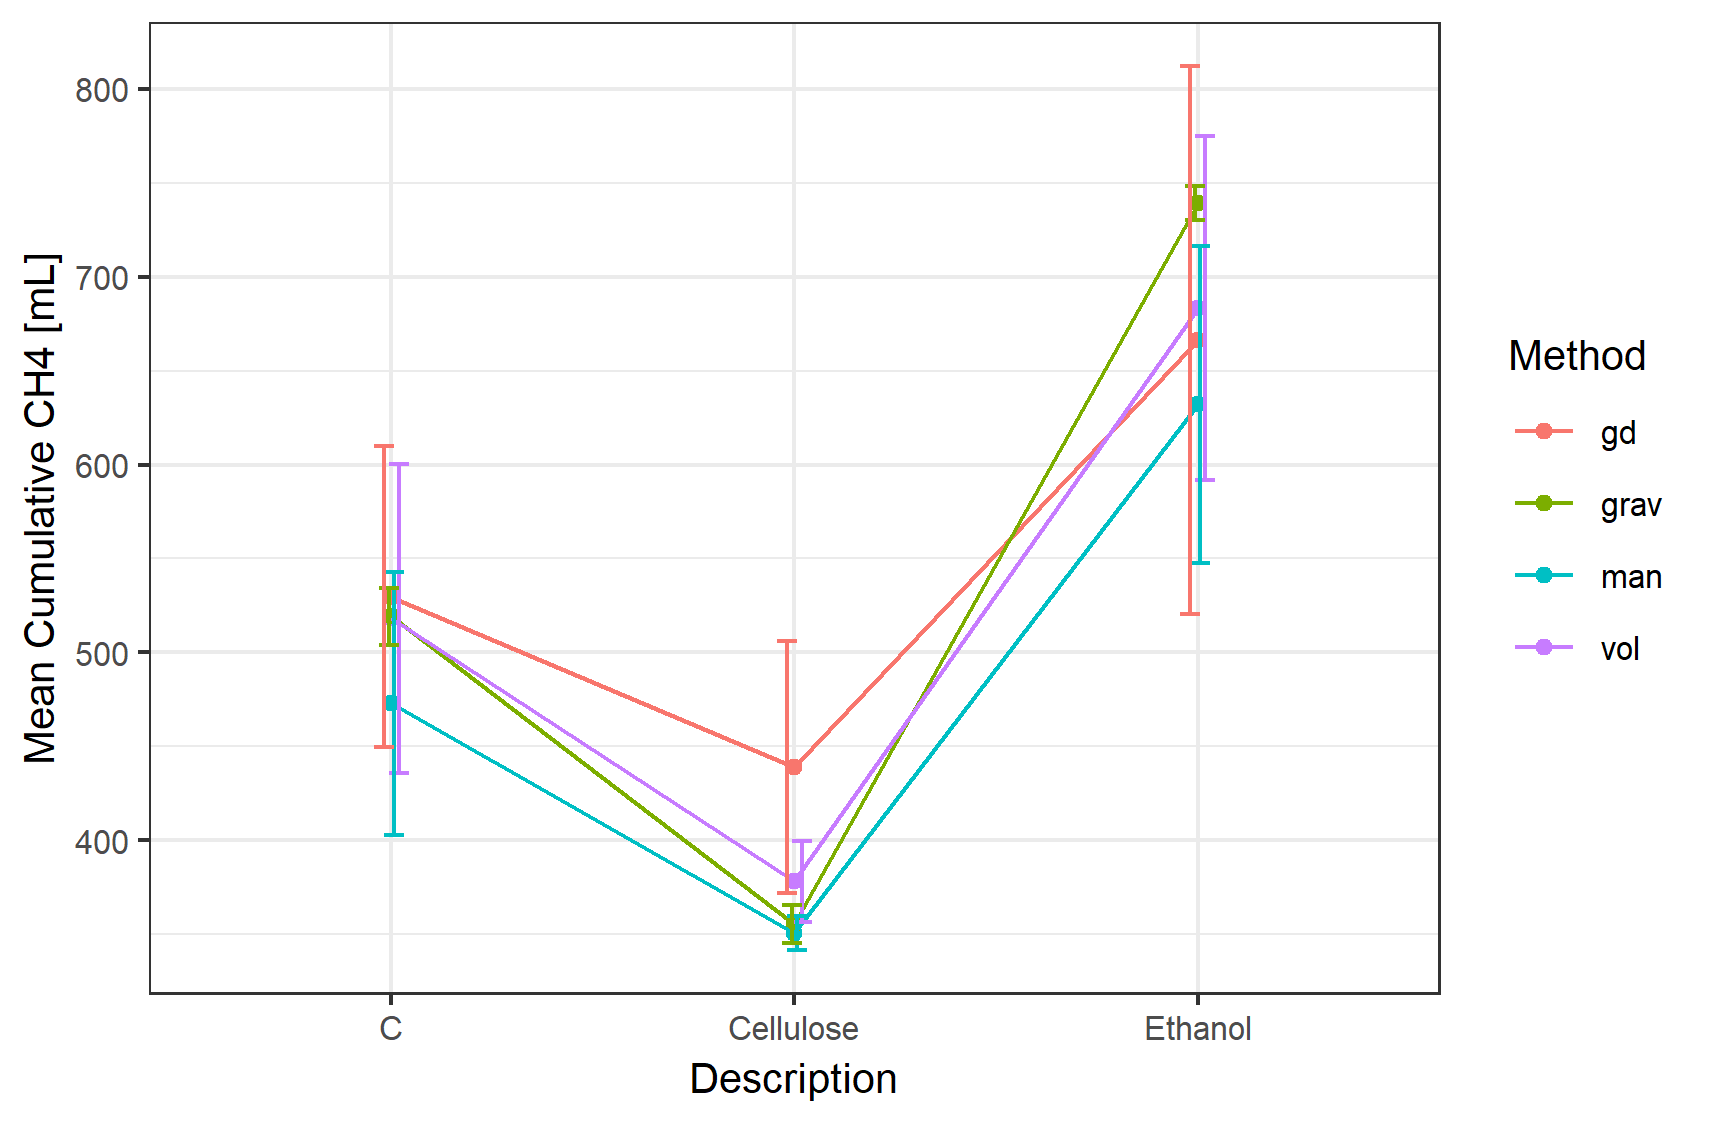 Mean Cumulative CH4 [mL]
800
700
600
500
400
C
Cellulose
Ethanol
Description
Method
gd
grav
man
vol